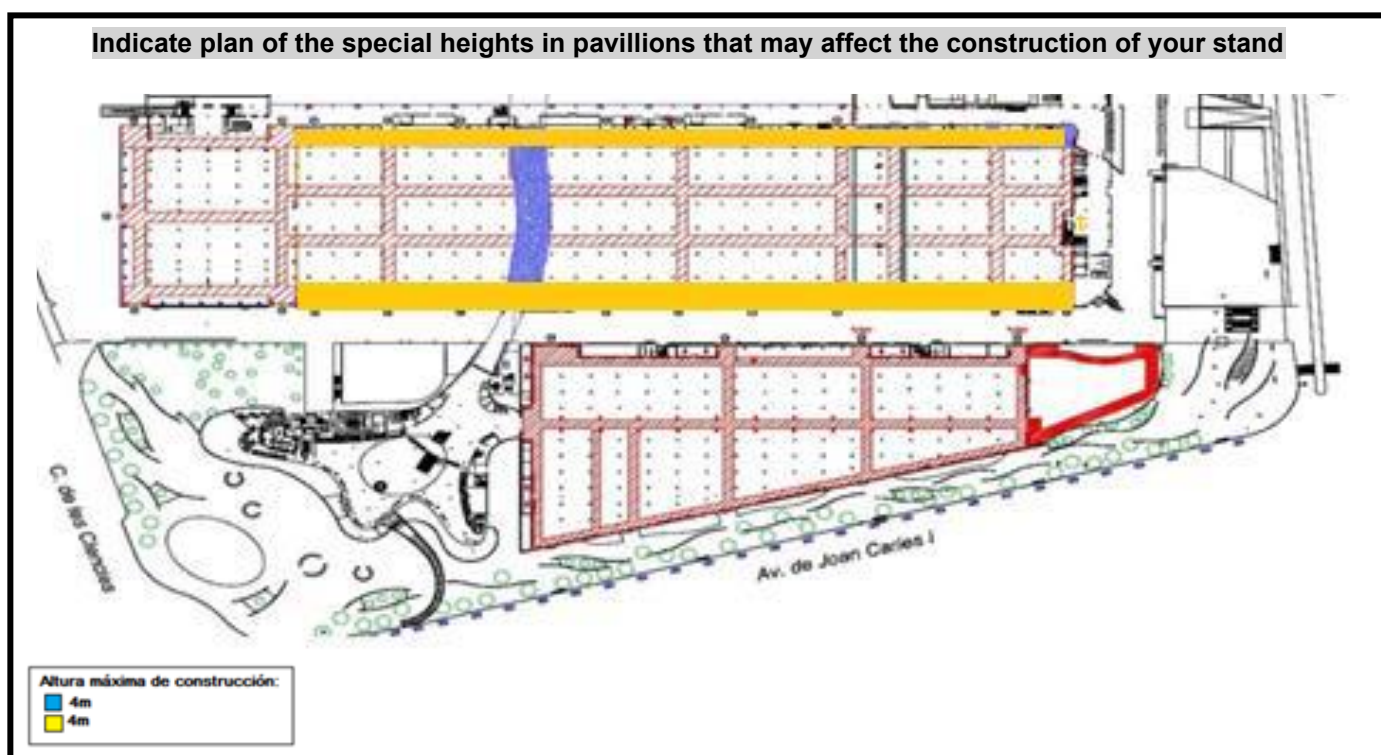 Indicate plan of the special heights in pavillions that may affect the construction of your stand
C. de les Ciencies
Av. de Joan Carles I
Altura máxima de construcción:
4m
4m